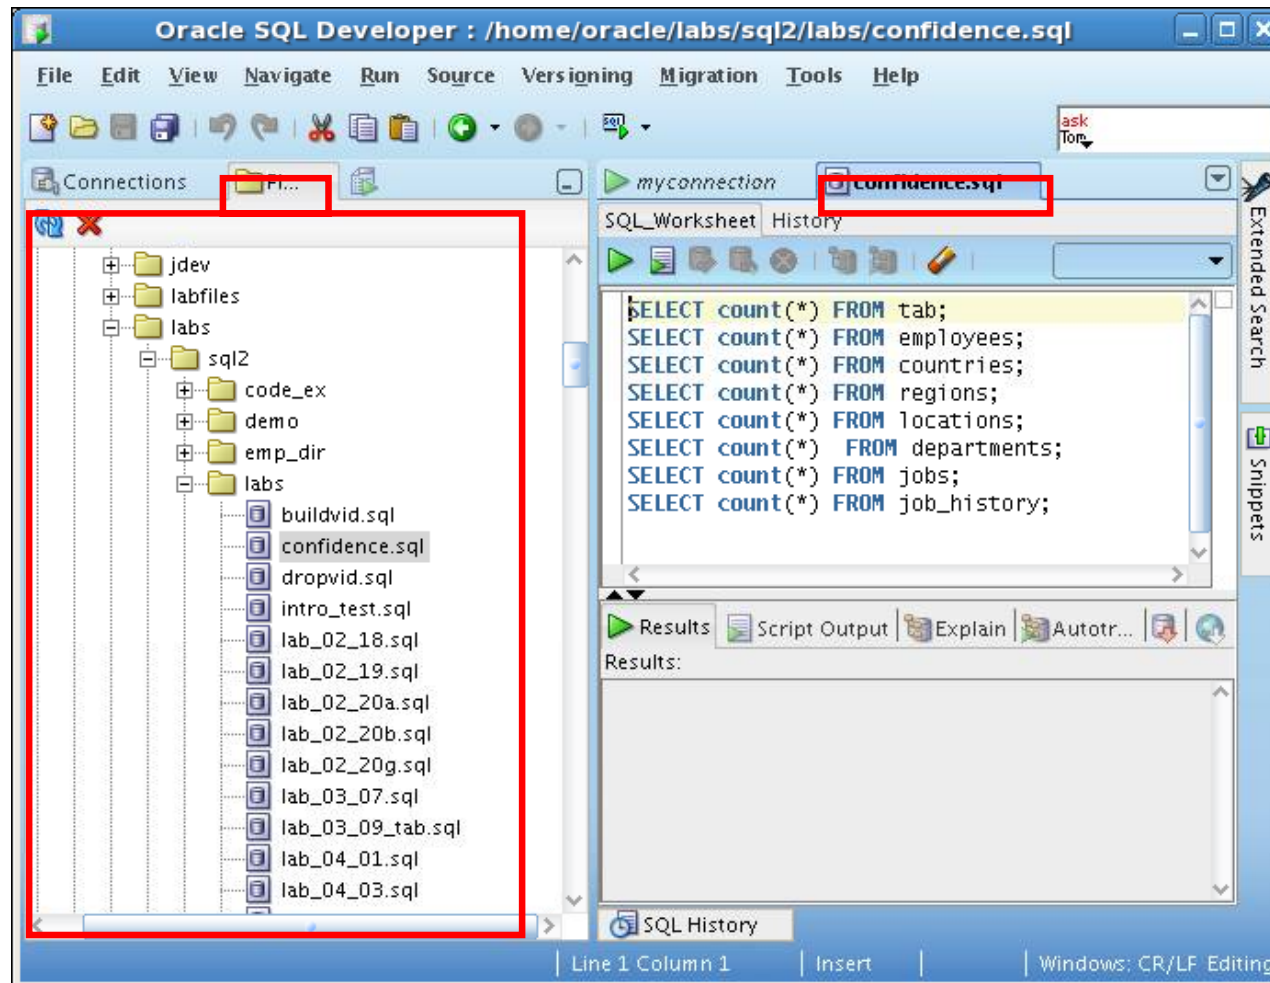 Oracle SQL Developer : /home/oracle/labs/sql2/labs/confidence.sql
File Edit View Navigate Run Source Versioning Migration Tools Help
ask
Tom
Connections Fi...
jdev
labfiles
labs
sql2
code_ex
demo
emp_dir
labs
buildvid.sql
confidence.sql
dropvid.sql
intro_test.sql
lab_02_18.sql
lab_02_19.sql
lab_02_20a.sql
lab_02_20b.sql
lab_02_20g.sql
lab_03_07.sql
lab_03_09_tab.sql
lab_04_01.sql
lab_04_03.sql
myconnection confidence.sql
SQL_Worksheet History
SELECT count(*) FROM tab;
SELECT count(*) FROM employees;
SELECT count(*) FROM countries;
SELECT count(*) FROM regions;
SELECT count(*) FROM locations;
SELECT count(*)  FROM departments;
SELECT count(*) FROM jobs;
SELECT count(*) FROM job_history;
Results Script Output Explain Autotr...
Results:
SQL History
Extended Search
Snippets
Line 1 Column 1 Insert Windows: CR/LF Editing